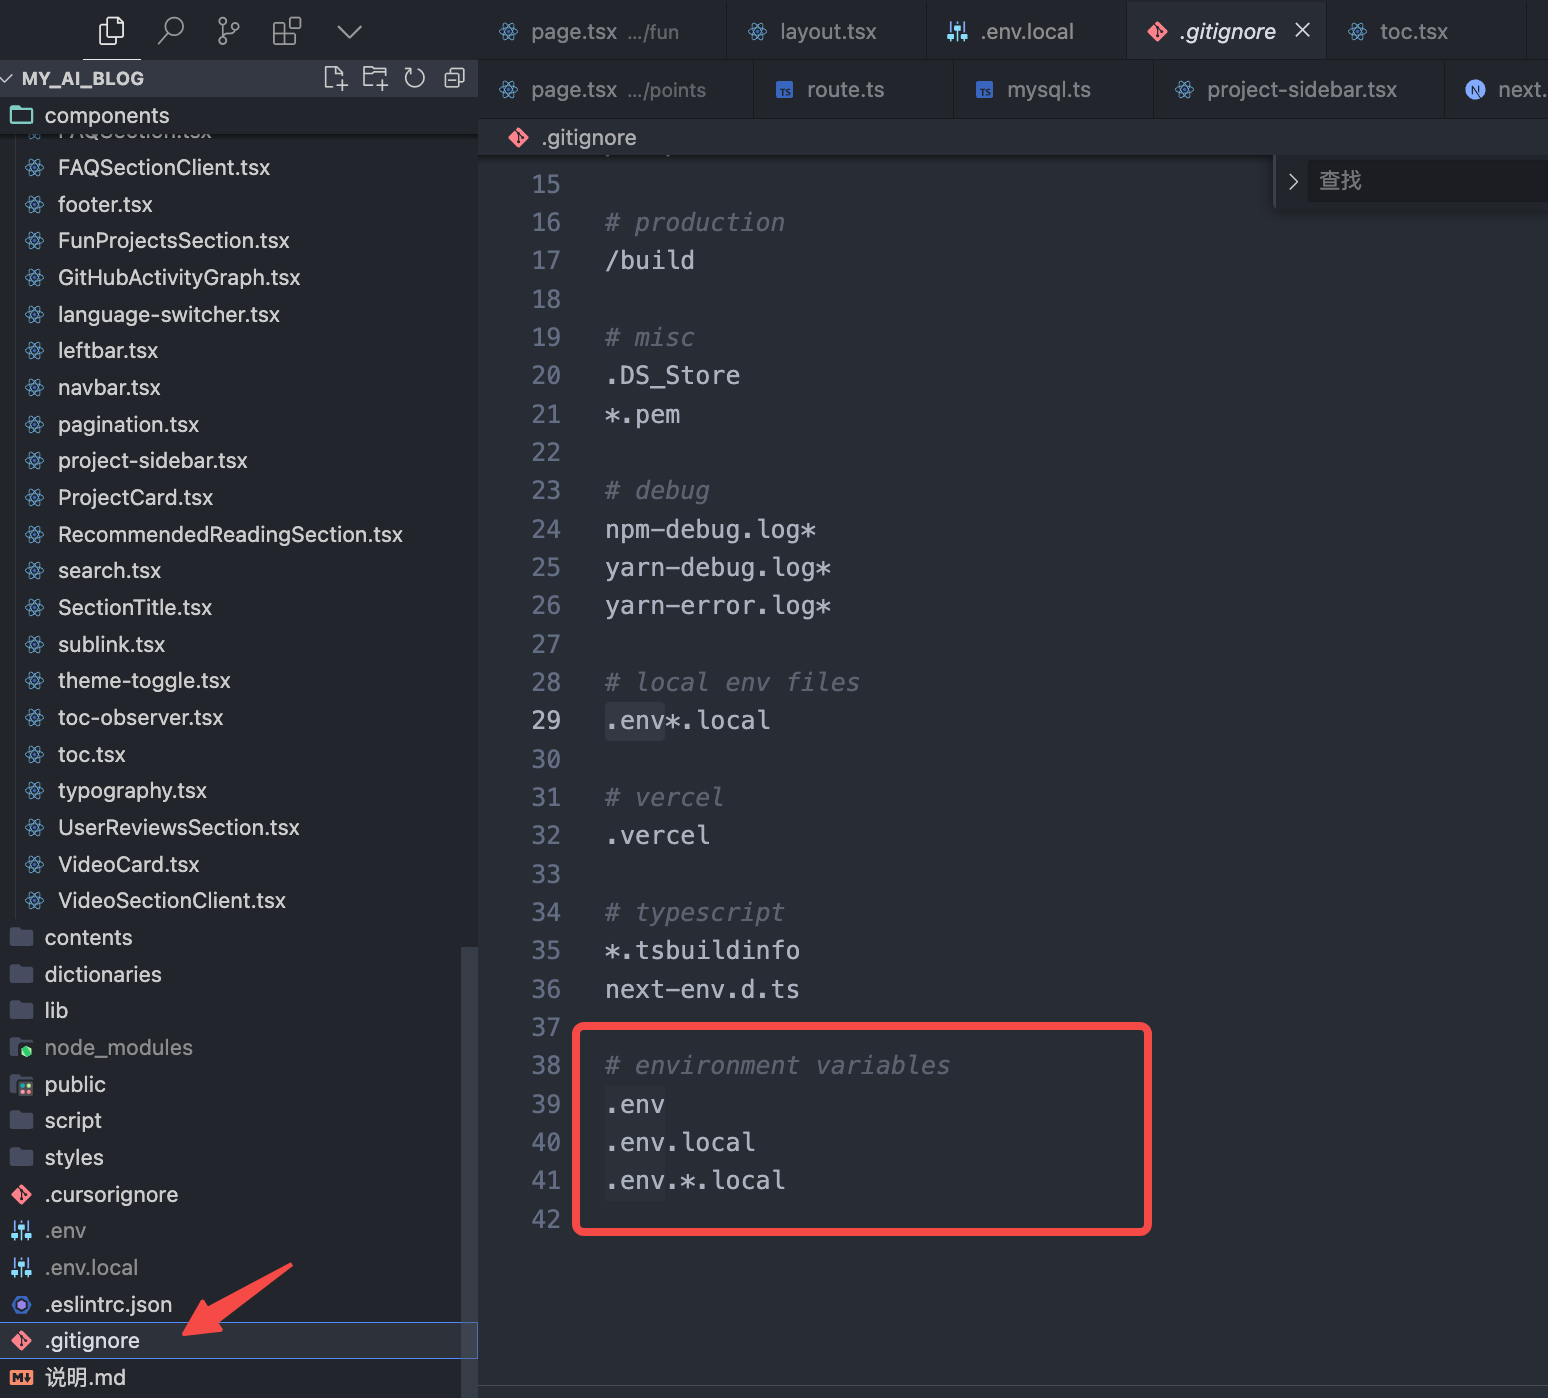 page.tsx .../fun
layout.tsx
.env.local
.gitignore
toc.tsx
MY_AI_BLOG
page.tsx .../points
route.ts
mysql.ts
project-sidebar.tsx
next.
components
.gitignore
FAQSection.tsx
FAQSectionClient.tsx
footer.tsx
FunProjectsSection.tsx
GitHubActivityGraph.tsx
language-switcher.tsx
leftbar.tsx
navbar.tsx
pagination.tsx
project-sidebar.tsx
ProjectCard.tsx
RecommendedReadingSection.tsx
search.tsx
SectionTitle.tsx
sublink.tsx
theme-toggle.tsx
toc-observer.tsx
toc.tsx
typography.tsx
UserReviewsSection.tsx
VideoCard.tsx
VideoSectionClient.tsx
contents
dictionaries
lib
node_modules
public
script
styles
.cursorignore
.env
.env.local
.eslintrc.json
.gitignore
说明.md
查找
15
16 # production
17 /build
18
19 # misc
20 .DS_Store
21 *.pem
22
23 # debug
24 npm-debug.log*
25 yarn-debug.log*
26 yarn-error.log*
27
28 # local env files
29 .env*.local
30
31 # vercel
32 .vercel
33
34 # typescript
35 *.tsbuildinfo
36 next-env.d.ts
37
38 # environment variables
39 .env
40 .env.local
41 .env.*.local
42